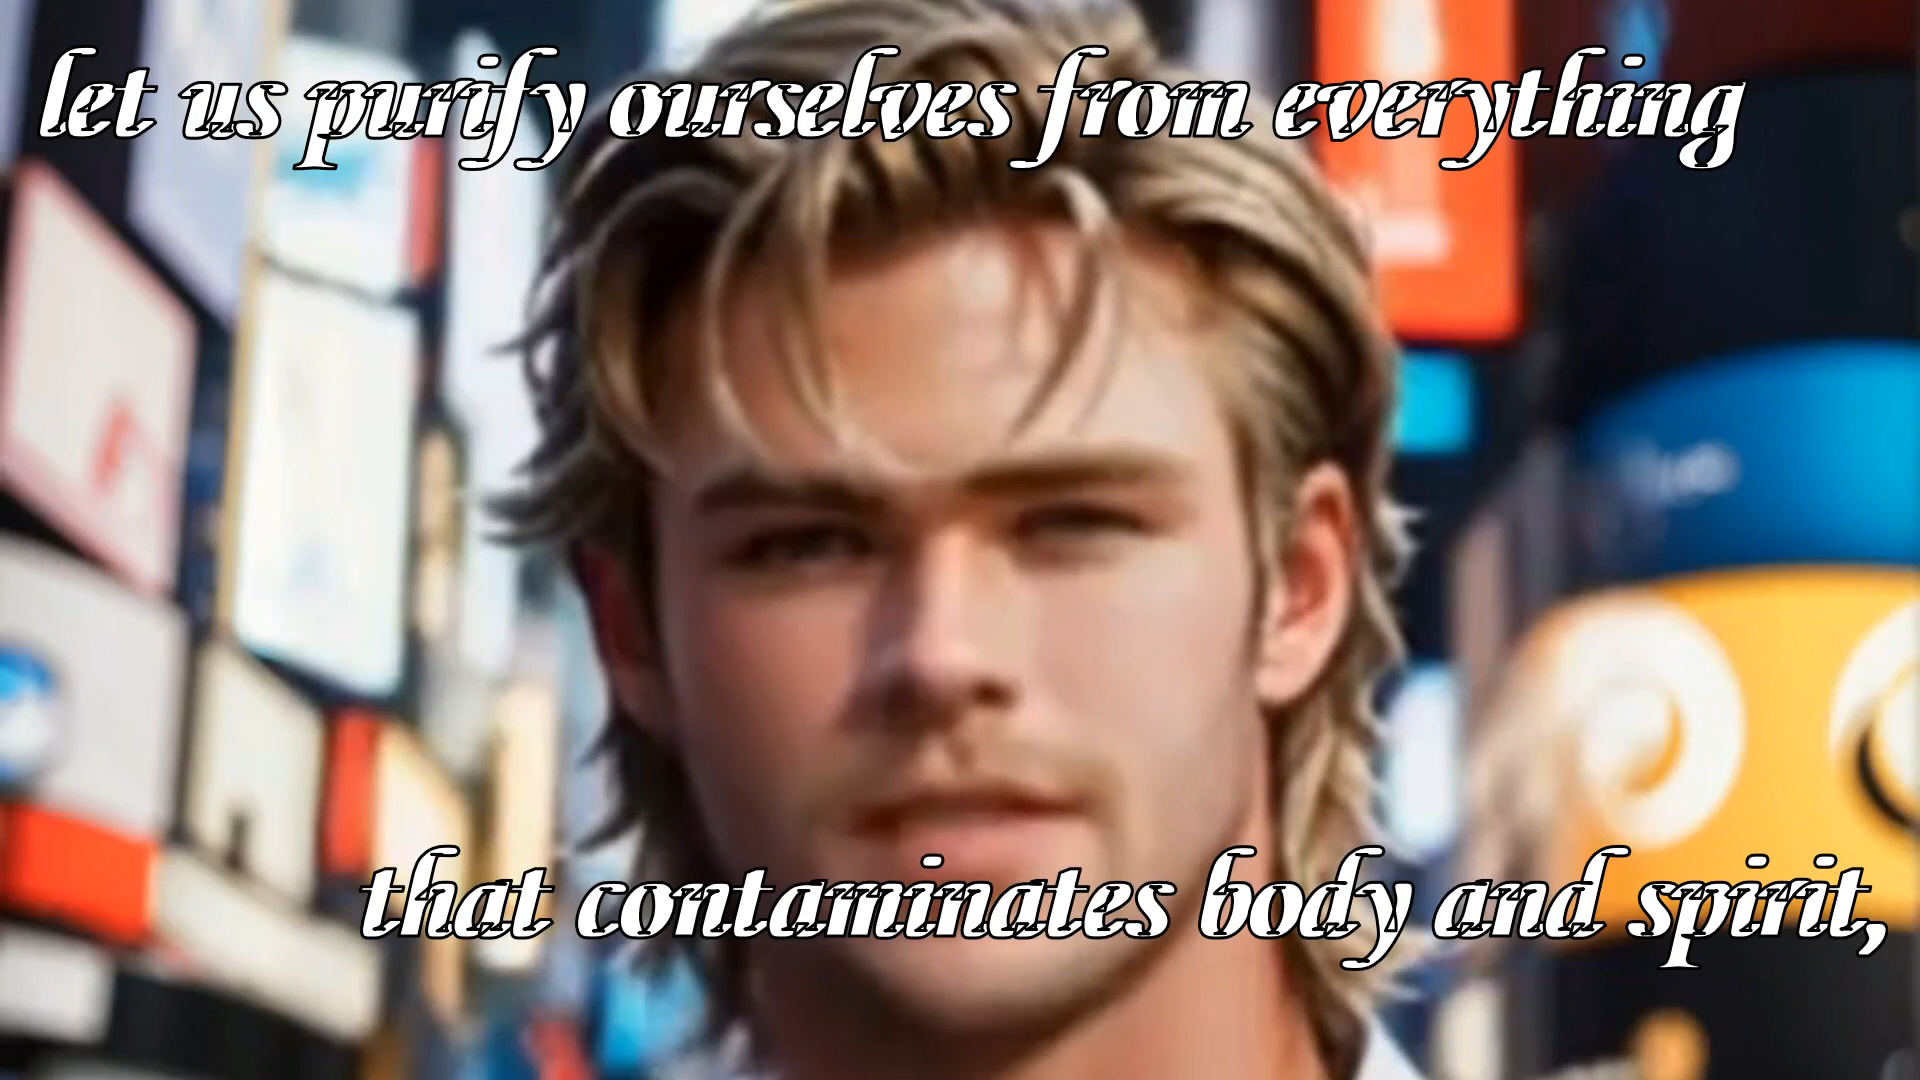 let us purify ourselves from everything
that contaminates body and spirit,